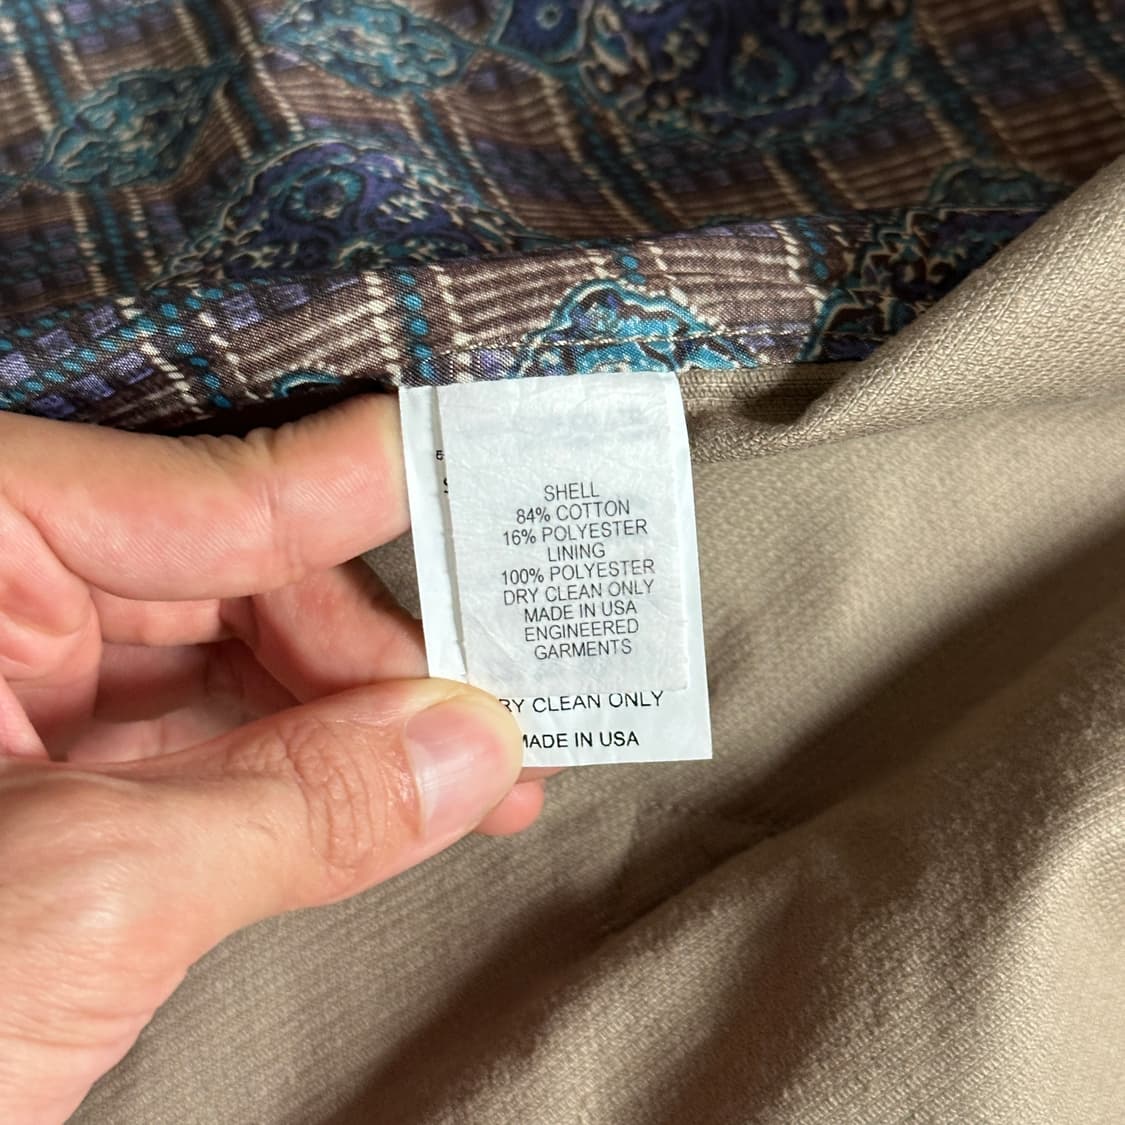 SHELL
84% COTTON
16% POLYESTER
LINING
100% POLYESTER
DRY CLEAN ONLY
MADE IN USA
ENGINEERED
GARMENTS
CLEAN ONLY
MADE IN USA